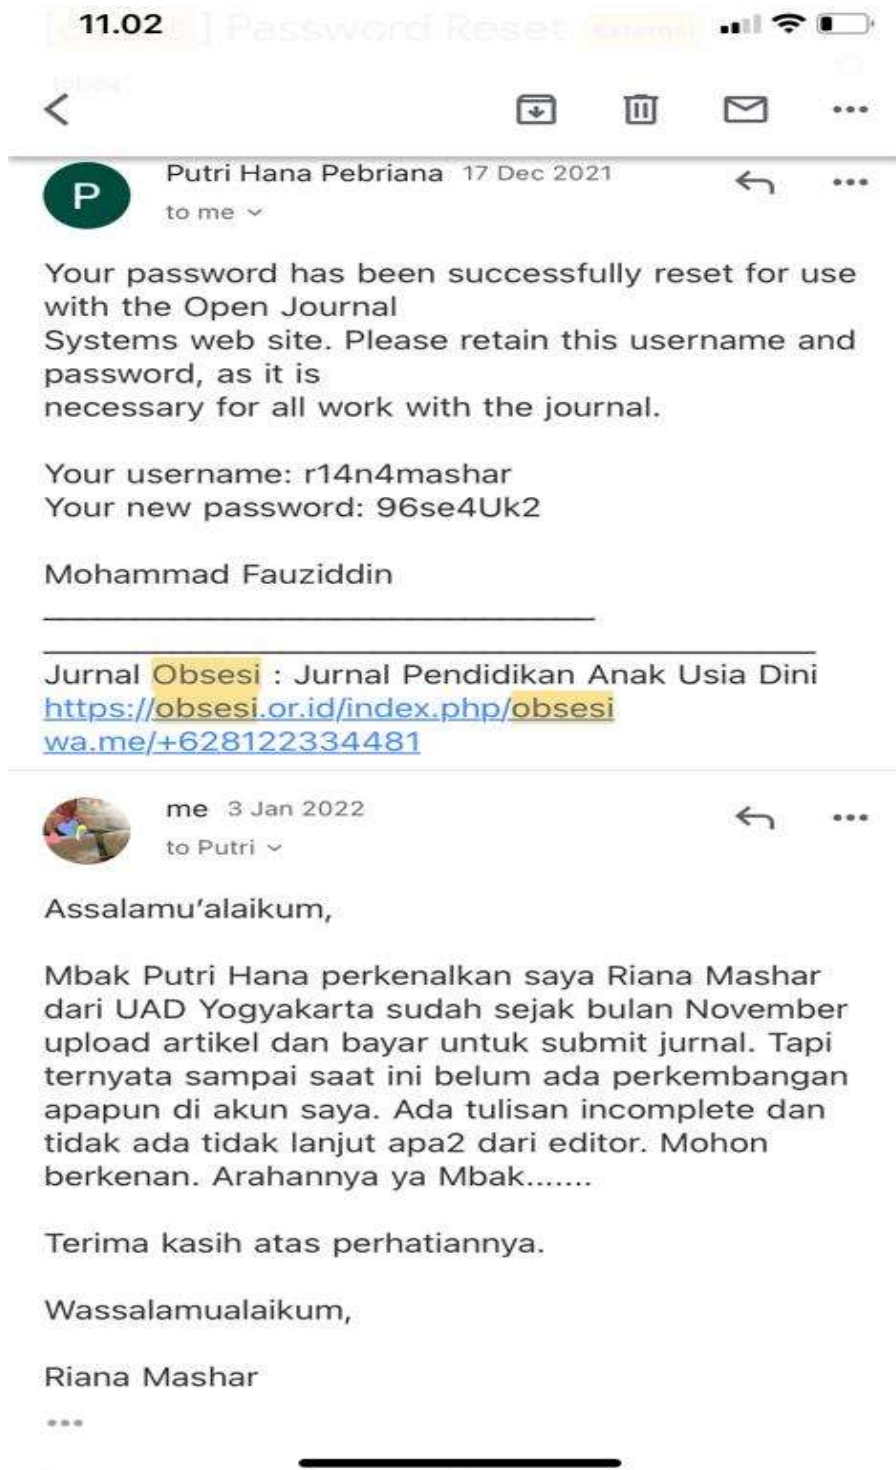 11.02
[obsesi] Password Reset External
Inbox
Putri Hana Pebriana 17 Dec 2021
P
to me
Your password has been successfully reset for use
with the Open Journal
Systems web site. Please retain this username and
password, as it is
necessary for all work with the journal.
Your username: r14n4mashar
Your new password: 96se4Uk2
Mohammad Fauziddin
Jurnal Obsesi : Jurnal Pendidikan Anak Usia Dini
https://obsesi.or.id/index.php/obsesi
wa.me/+628122334481
me 3 Jan 2022
to Putri
Assalamu'alaikum,
Mbak Putri Hana perkenalkan saya Riana Mashar
dari UAD Yogyakarta sudah sejak bulan November
upload artikel dan bayar untuk submit jurnal. Tapi
ternyata sampai saat ini belum ada perkembangan
apapun di akun saya. Ada tulisan incomplete dan
tidak ada tidak lanjut apa2 dari editor. Mohon
berkenan. Arahannya ya Mbak.......
Terima kasih atas perhatiannya.
Wassalamualaikum,
Riana Mashar